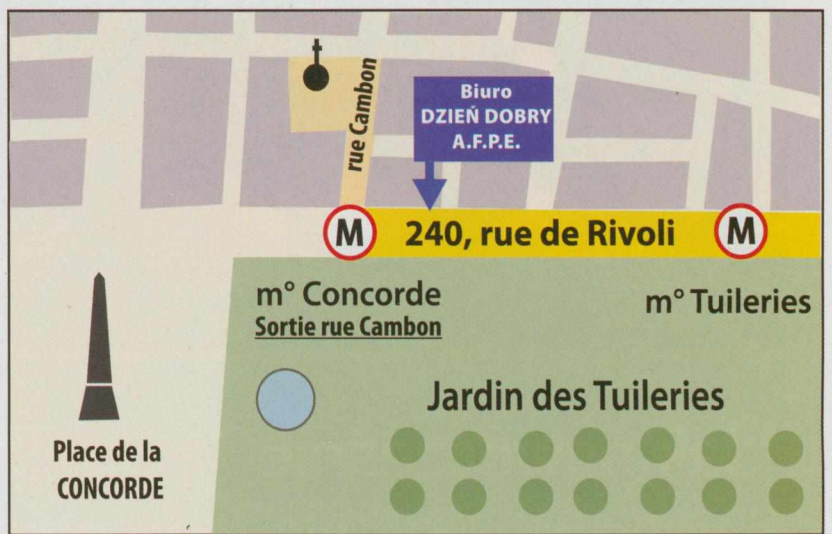 rue Cambon
Biuro
DZIEŃ DOBRY
A.F.P.E.
M
240, rue de Rivoli
M
m° Concorde
Sortie rue Cambon
m° Tuileries
Jardin des Tuileries
Place de la
CONCORDE